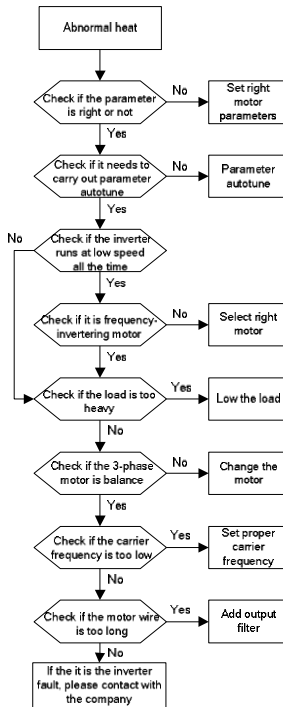 Abnormal heat
Check if the parameter
is right or not
No
Set right
motor
parameters
Yes
Check if it needs to
carry out parameter
autotune
No
Parameter
autotune
Yes
No
Check if the inverter
runs at low speed
all the time
Yes
Check if it is frequency-
invertering motor
No
Select right
motor
Yes
Check if the load is too
heavy
Yes
Low the load
No
Check if the 3-phase
motor is balance
No
Change the
motor
Yes
Check if the carrier
frequency is too low
Yes
Set proper
carrier
frequency
No
Check if the motor wire
is too long
Yes
Add output
filter
No
If the it is the inverter
fault, please contact with
the company